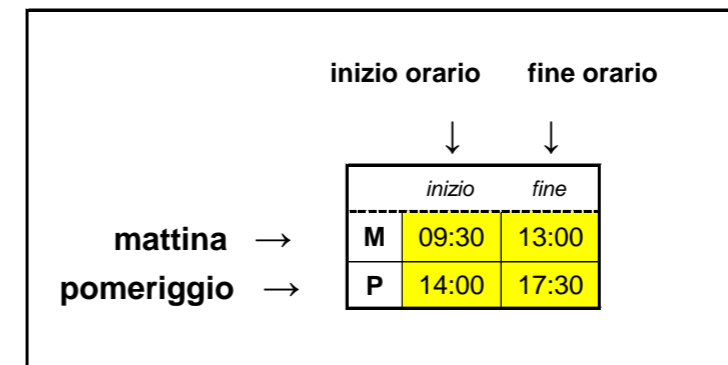 inizio orario fine orario
↓ ↓
inizio fine
mattina → M 09:30 13:00
pomeriggio → P 14:00 17:30